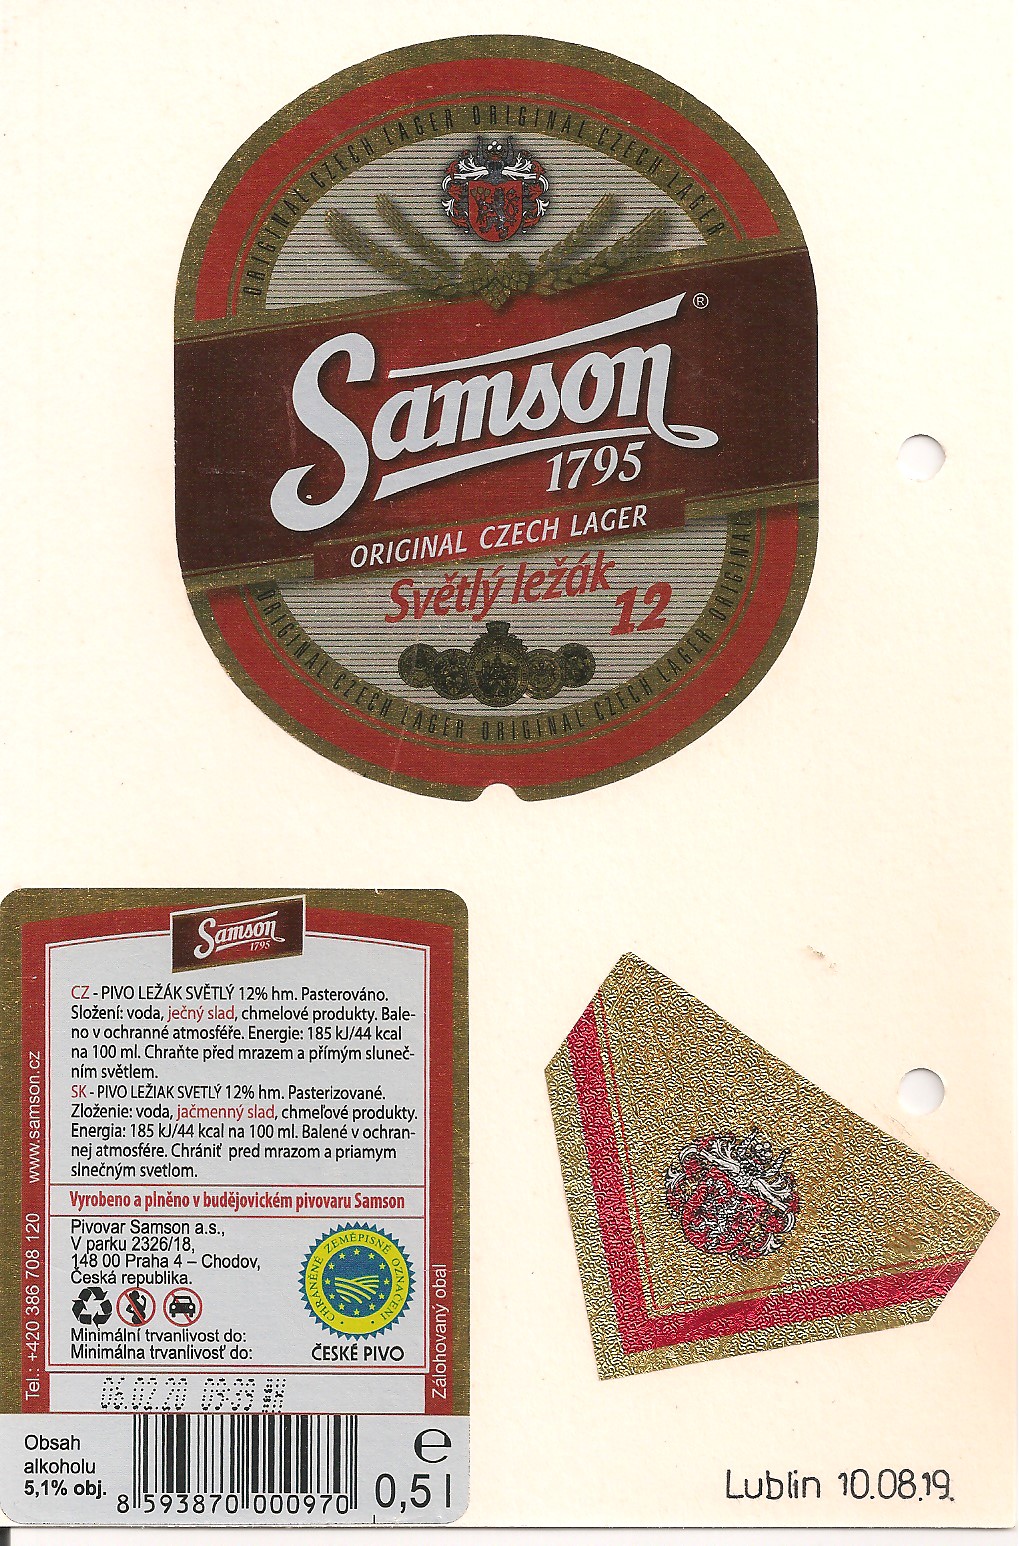 ORIGINAL CZECH LAGER ORIGINAL CZECH LAGER
Samson ®
1795
ORIGINAL CZECH LAGER
Světlý ležák
12
ORIGINAL CZECH LAGER ORIGINAL CZECH LAGER ORIGINAL
Samson
1795
CZ - PIVO LEŽÁK SVĚTLÝ 12% hm. Pasterováno.
Složení: voda, ječný slad, chmelové produkty. Bale-
no v ochranné atmosféře. Energie: 185 kJ/44 kcal
na 100 ml. Chraňte před mrazem a přímým sluneč-
ním světlem.
SK - PIVO LEŽIAK SVETLÝ 12% hm. Pasterizované.
Zloženie: voda, jačmenný slad, chmeľové produkty.
Energia: 185 kJ/44 kcal na 100 ml. Balené v ochran-
nej atmosfére. Chrániť pred mrazom a priamym
slnečným svetlom.
Vyrobeno a plněno v budějovickém pivovaru Samson
Pivovar Samson a.s.,
V parku 2326/18,
148 00 Praha 4 – Chodov,
Česká republika.
Minimální trvanlivost do:
Minimálna trvanlivosť do:
CHRÁNĚNÉ ZEMĚPISNÉ OZNAČENÍ
ČESKÉ PIVO
Tel.: +420 386 708 120 www.samson.cz
Zálohovaný obal
06.02.20 09:39
Obsah
alkoholu
5,1% obj.
8 593870 000970
e
0,5 l
Lublin 10.08.19.